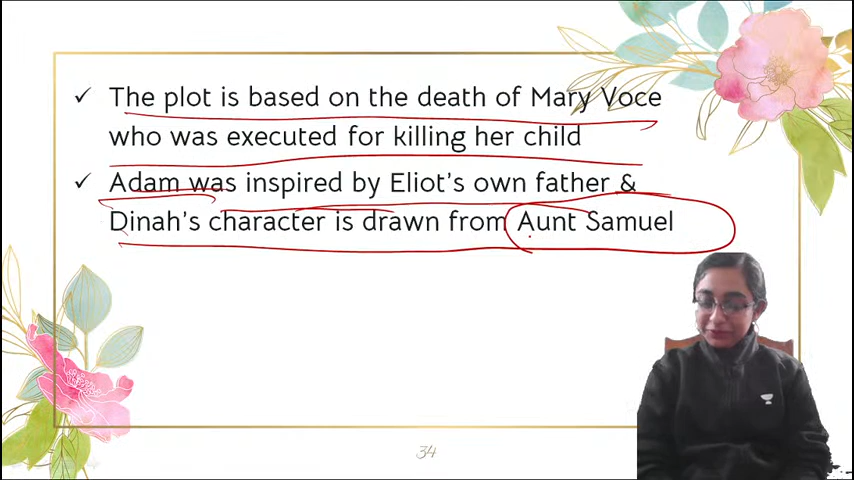 ✓ The plot is based on the death of Mary Voce
who was executed for killing her child
✓ Adam was inspired by Eliot's own father &
Dinah's character is drawn from Aunt Samuel
34